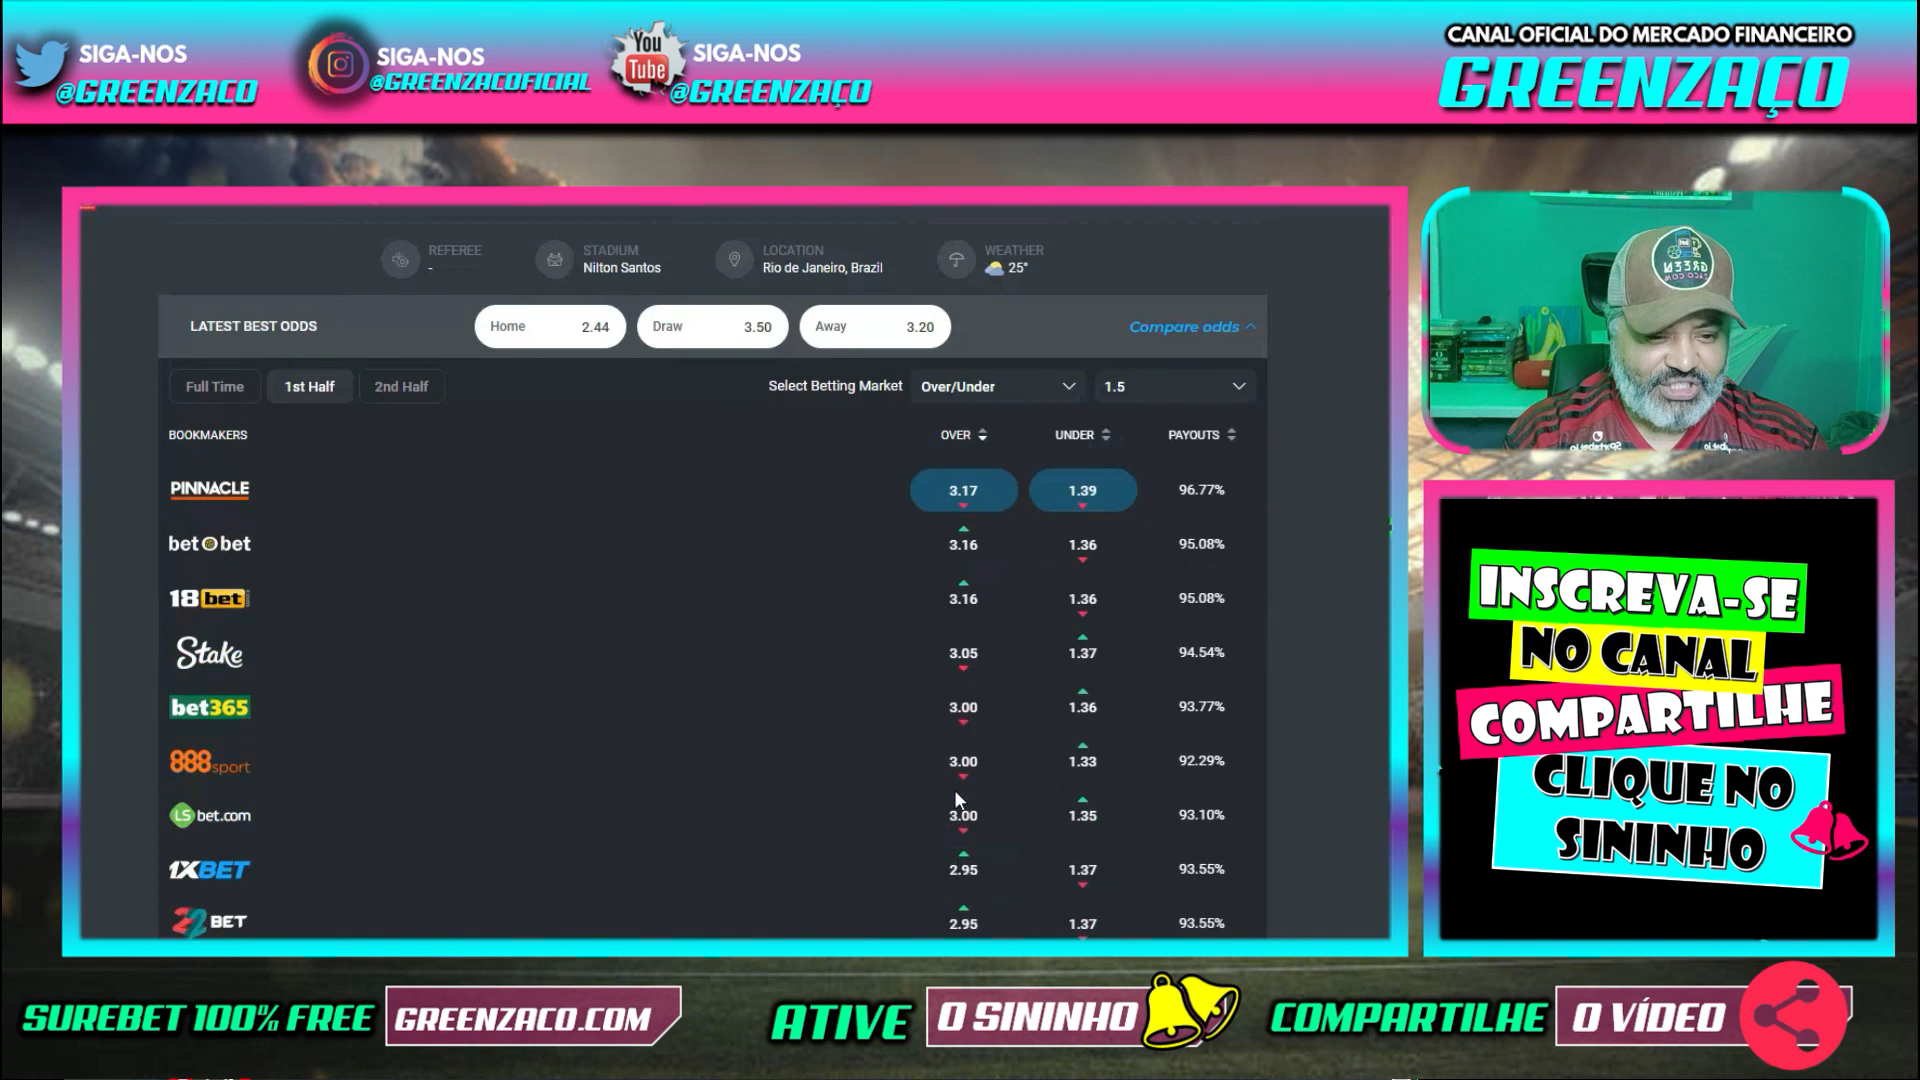 SIGA-NOS
@GREENZACO
SIGA-NOS
@GREENZACOFICIAL
You
Tube
SIGA-NOS
@GREENZAÇO
CANAL OFICIAL DO MERCADO FINANCEIRO
GREENZAÇO
REFEREE
-
STADIUM
Nilton Santos
LOCATION
Rio de Janeiro, Brazil
WEATHER
25°
LATEST BEST ODDS
Home 2.44
Draw 3.50
Away 3.20
Compare odds
Full Time 1st Half 2nd Half
Select Betting Market Over/Under 1.5
BOOKMAKERS OVER UNDER PAYOUTS
PINNACLE 3.17 1.39 96.77%
bet bet 3.16 1.36 95.08%
18bet 3.16 1.36 95.08%
Stake 3.05 1.37 94.54%
bet365 3.00 1.36 93.77%
888sport 3.00 1.33 92.29%
LSbet.com 3.00 1.35 93.10%
1XBET 2.95 1.37 93.55%
22BET 2.95 1.37 93.55%
GREEN
INSCREVA-SE
NO CANAL
COMPARTILHE
CLIQUE NO
SININHO
SUREBET 100% FREE
GREENZACO.COM
ATIVE
O SININHO
COMPARTILHE
O VÍDEO